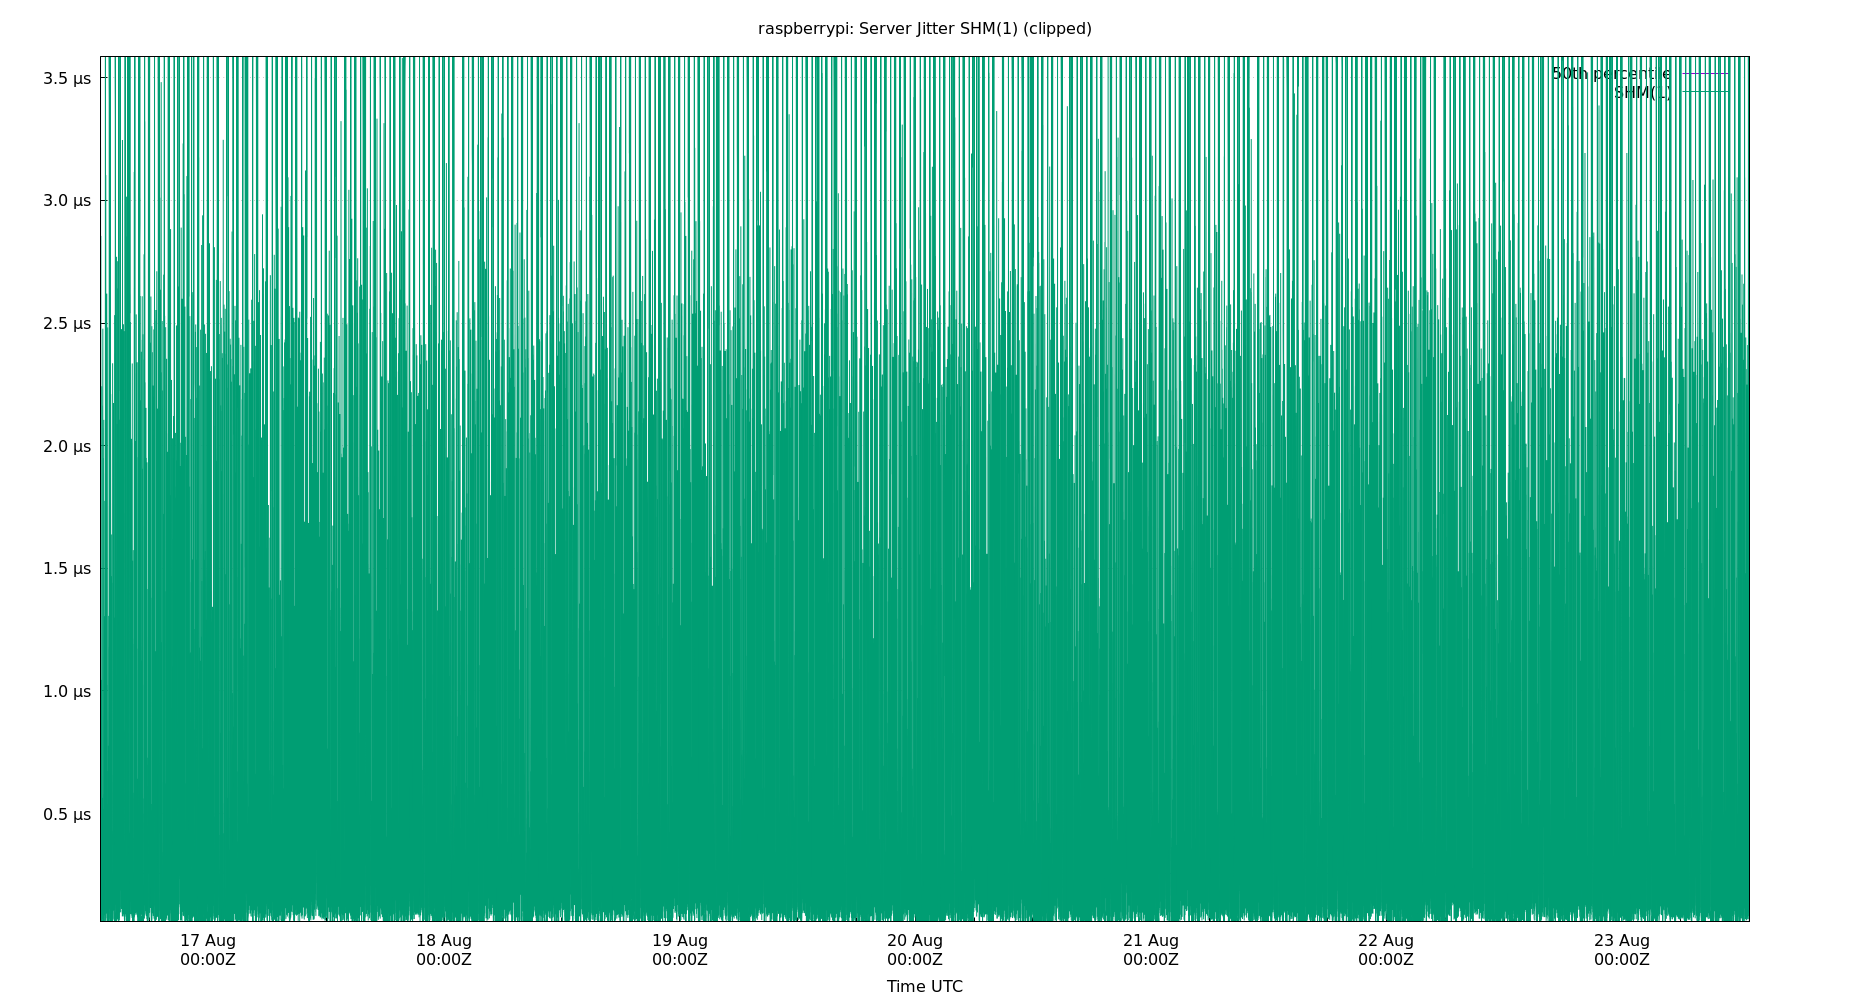 raspberrypi: Server Jitter SHM(1) (clipped)
50th percentile
SHM(1)
3.5 µs
3.0 µs
2.5 µs
2.0 µs
1.5 µs
1.0 µs
0.5 µs
17 Aug 18 Aug 19 Aug 20 Aug 21 Aug 22 Aug 23 Aug
00:00Z 00:00Z 00:00Z 00:00Z 00:00Z 00:00Z 00:00Z
Time UTC